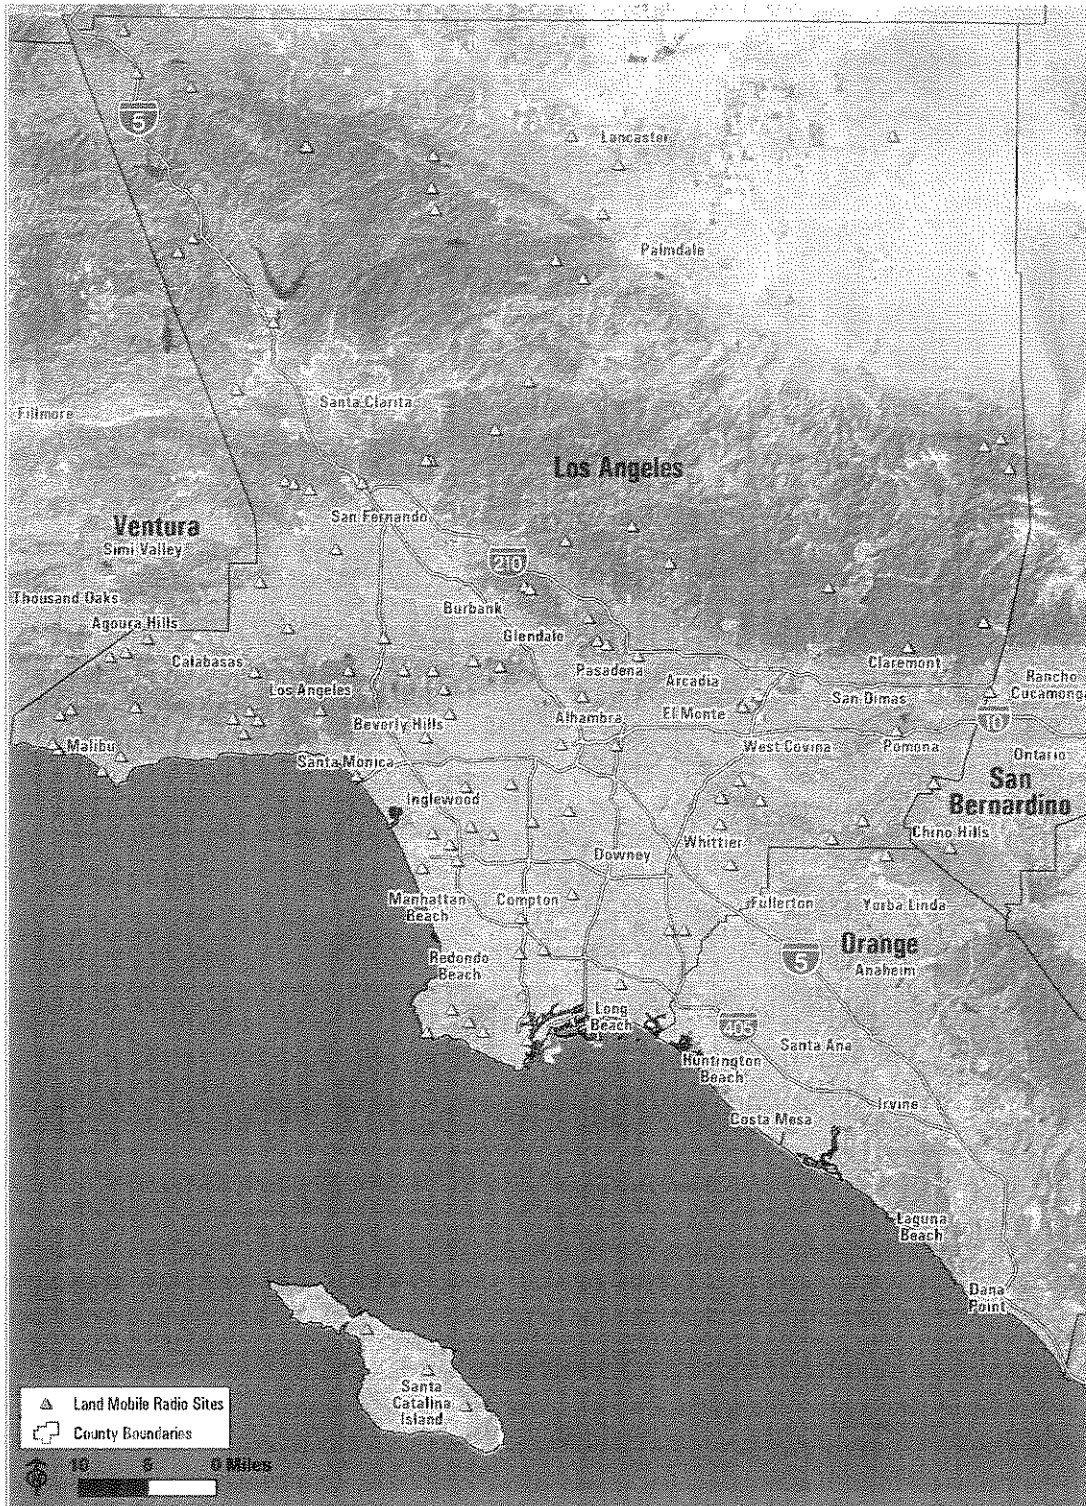 5
Lancaster
Palmdale
Santa Clarita
Fillmore
Los Angeles
Ventura
San Fernando
Simi Valley
210
Thousand Oaks
Burbank
Agoura Hills
Glendale
Calabasas
Pasadena
Claremont
Arcadia
Rancho
Cucamonga
Los Angeles
San Dimas
Beverly Hills
Alhambra
El Monte
10
Malibu
West Covina
Pomona
Ontario
Santa Monica
San
Bernardino
Inglewood
Chino Hills
Whittier
Downey
Manhattan
Beach
Compton
Fullerton
Yorba Linda
Orange
Anaheim
5
Redondo
Beach
Long
Beach
405
Santa Ana
Huntington
Beach
Irvine
Costa Mesa
Laguna
Beach
Dana
Point
Santa
Catalina
Island
Land Mobile Radio Sites
County Boundaries
10 5 0 Miles
N